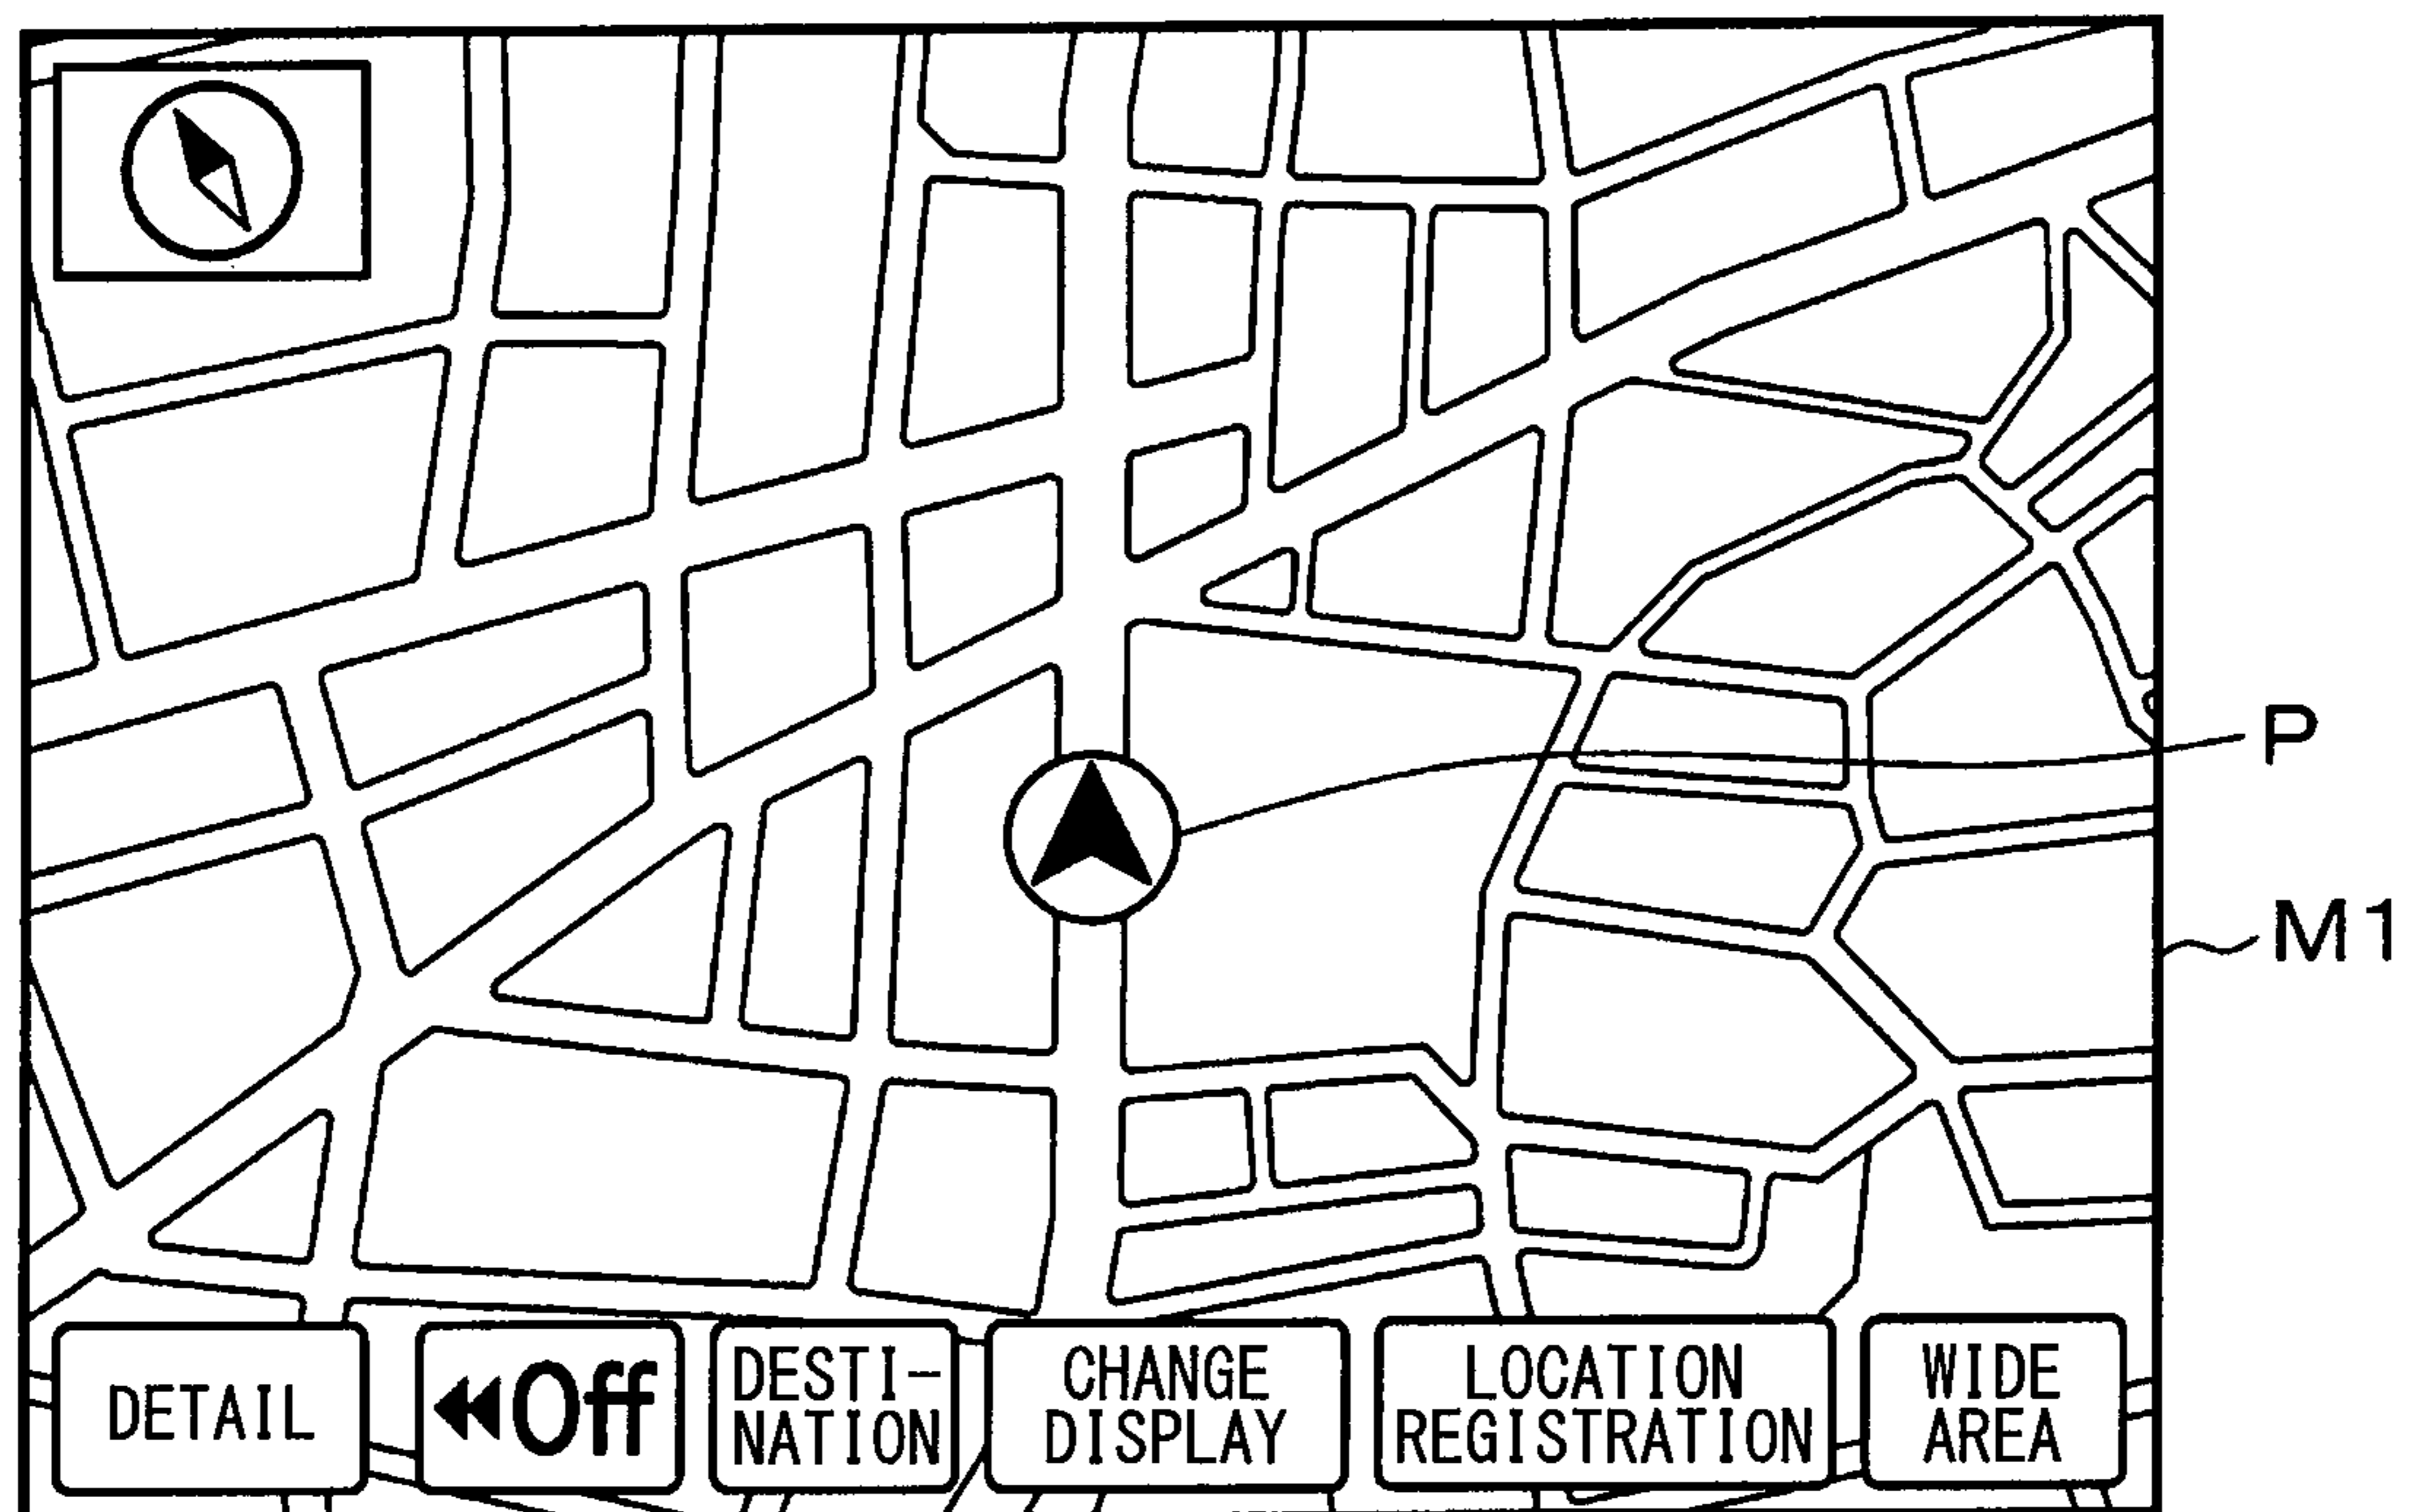 P
M1
DETAIL
◀◀Off
DESTI-
NATION
CHANGE
DISPLAY
LOCATION
REGISTRATION
WIDE
AREA